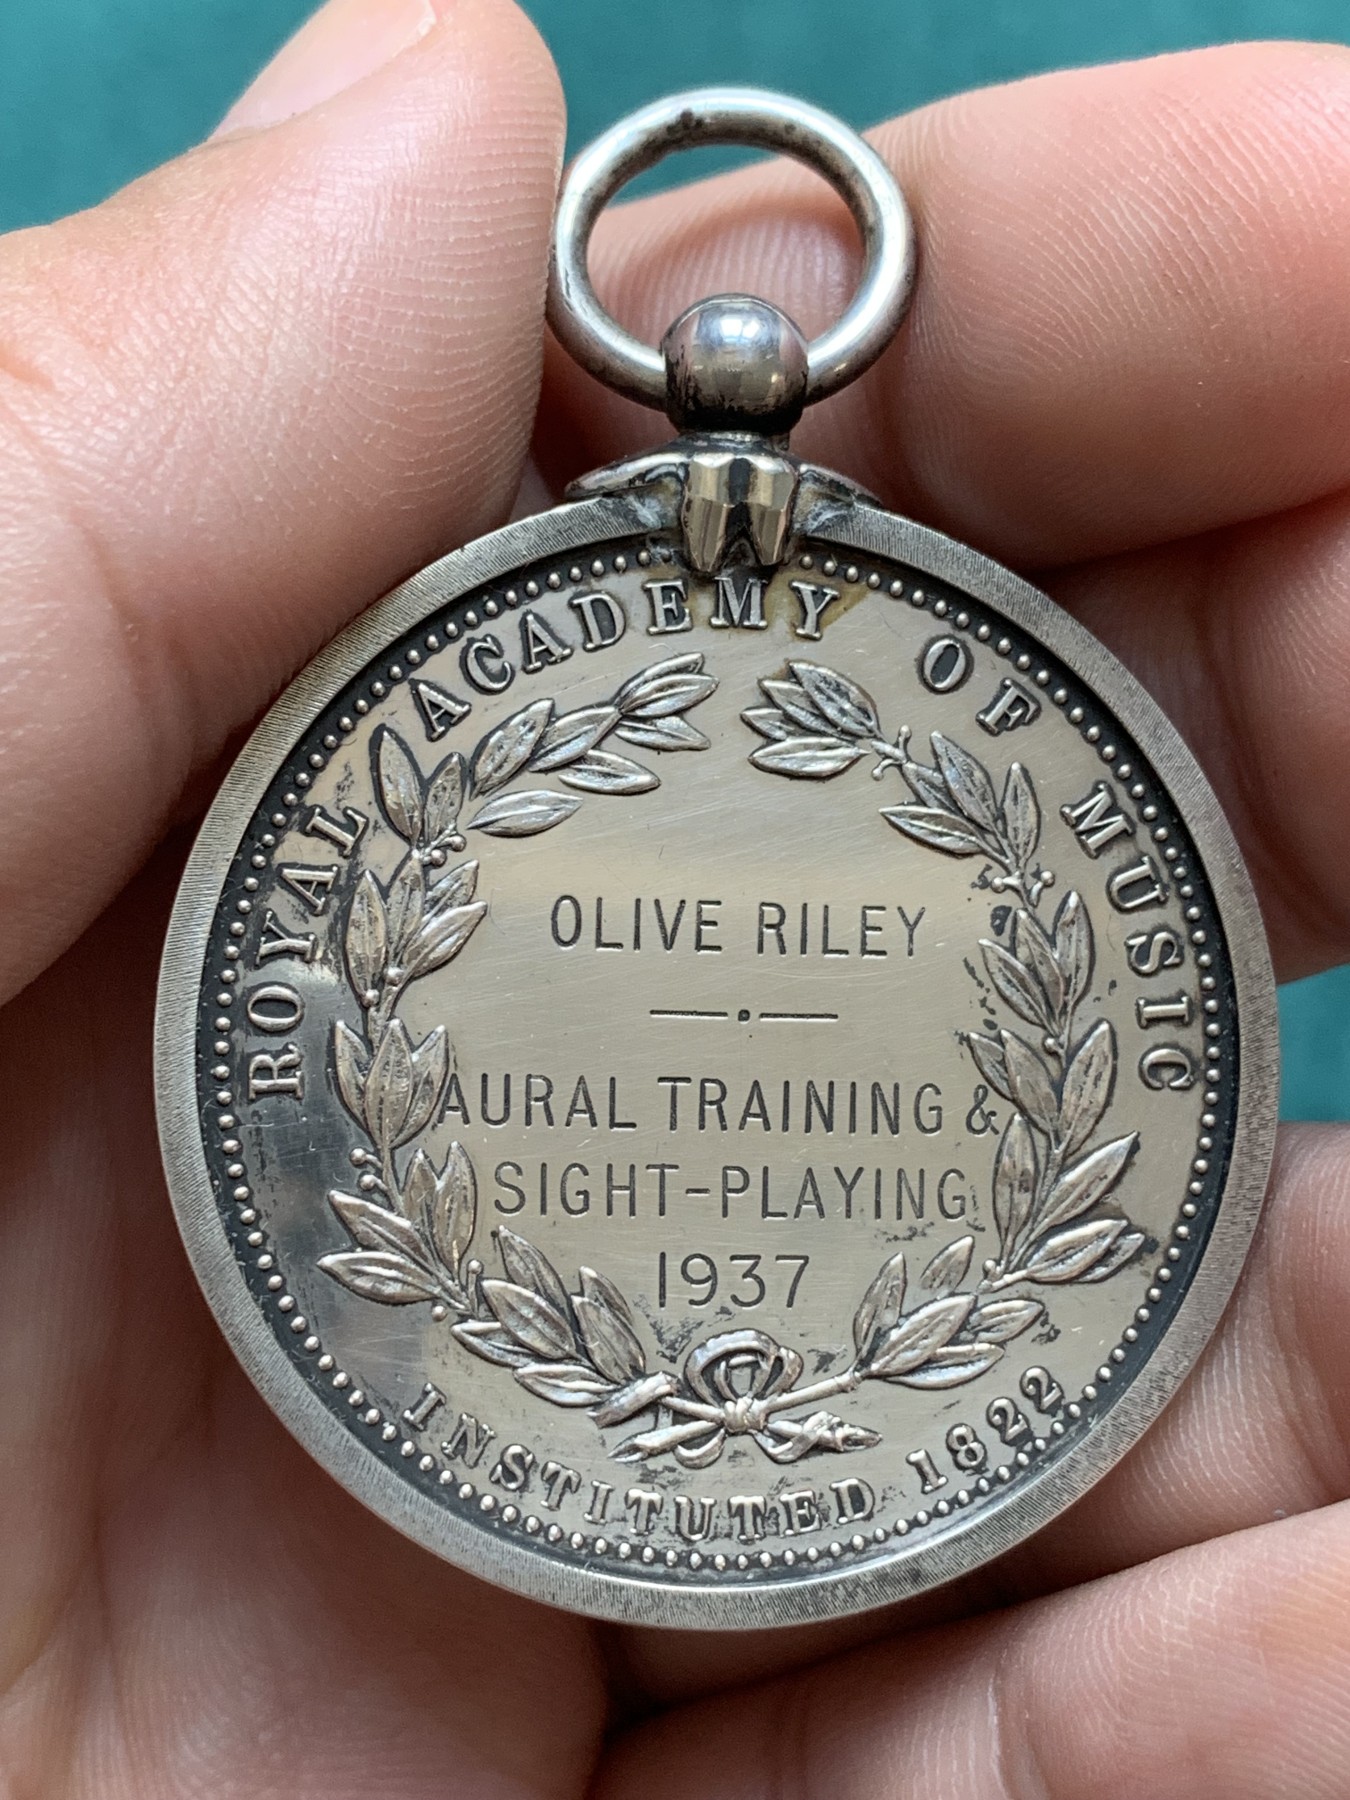 ROYAL ACADEMY OF MUSIC
OLIVE RILEY
AURAL TRAINING &
SIGHT-PLAYING
1937
INSTITUTED 1822